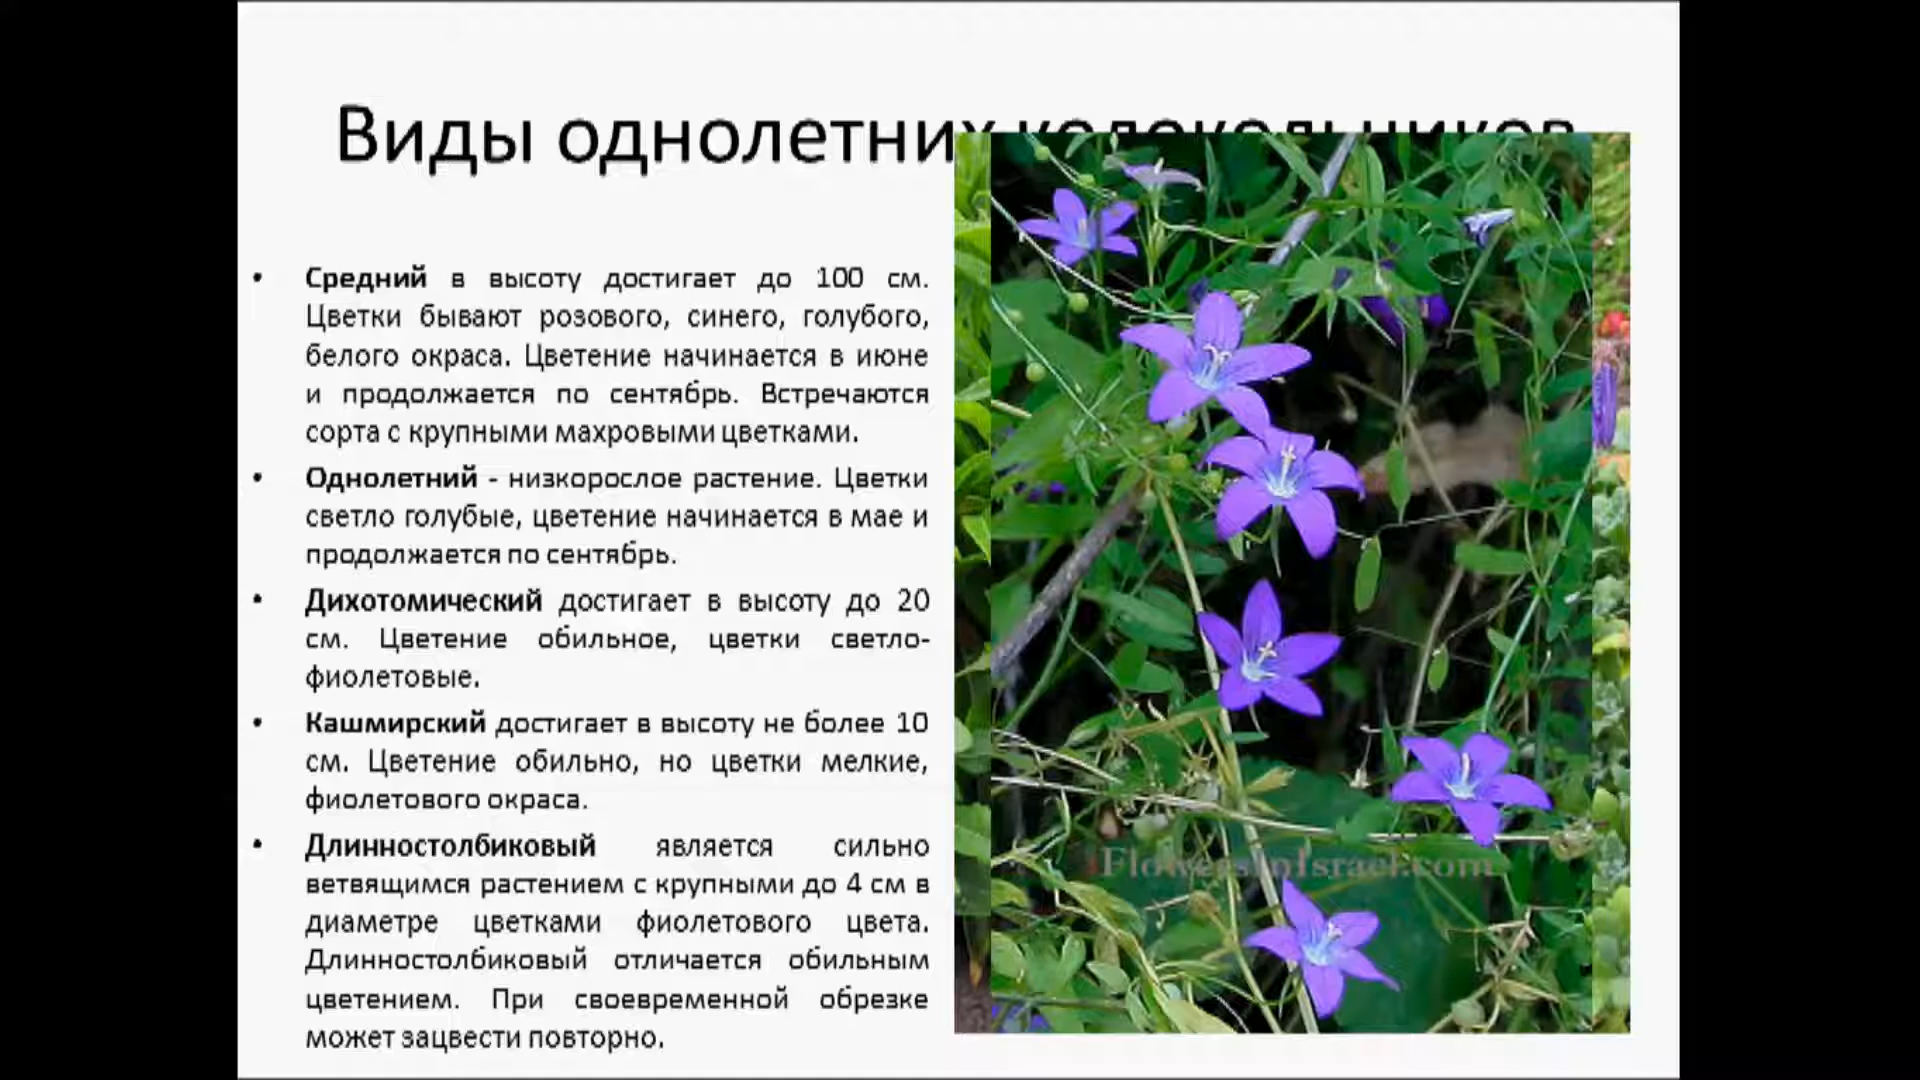 Виды однолетних колокольчиков
• Средний в высоту достигает до 100 см.
Цветки бывают розового, синего, голубого,
белого окраса. Цветение начинается в июне
и продолжается по сентябрь. Встречаются
сорта с крупными махровыми цветками.
• Однолетний - низкорослое растение. Цветки
светло голубые, цветение начинается в мае и
продолжается по сентябрь.
• Дихотомический достигает в высоту до 20
см. Цветение обильное, цветки светло-
фиолетовые.
• Кашмирский достигает в высоту не более 10
см. Цветение обильно, но цветки мелкие,
фиолетового окраса.
• Длинностолбиковый является сильно
ветвящимся растением с крупными до 4 см в
диаметре цветками фиолетового цвета.
Длинностолбиковый отличается обильным
цветением. При своевременной обрезке
может зацвести повторно.
FlowersInIsrael.com